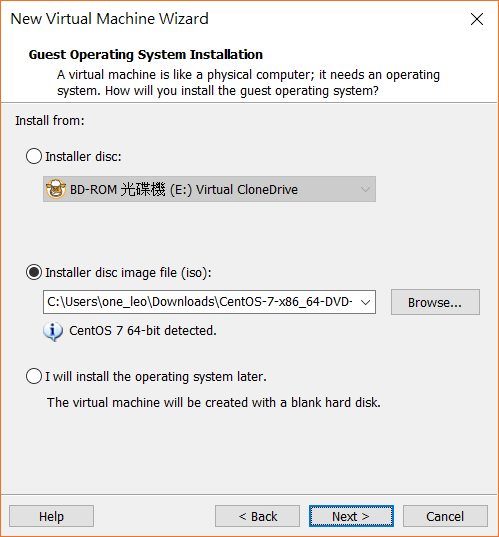 New Virtual Machine Wizard
Guest Operating System Installation
A virtual machine is like a physical computer; it needs an operating
system. How will you install the guest operating system?
Install from:
Installer disc:
BD-ROM 光碟機 (E:) Virtual CloneDrive
Installer disc image file (iso):
C:\Users\one_leo\Downloads\CentOS-7-x86_64-DVD-
Browse...
CentOS 7 64-bit detected.
I will install the operating system later.
The virtual machine will be created with a blank hard disk.
Help
< Back
Next >
Cancel